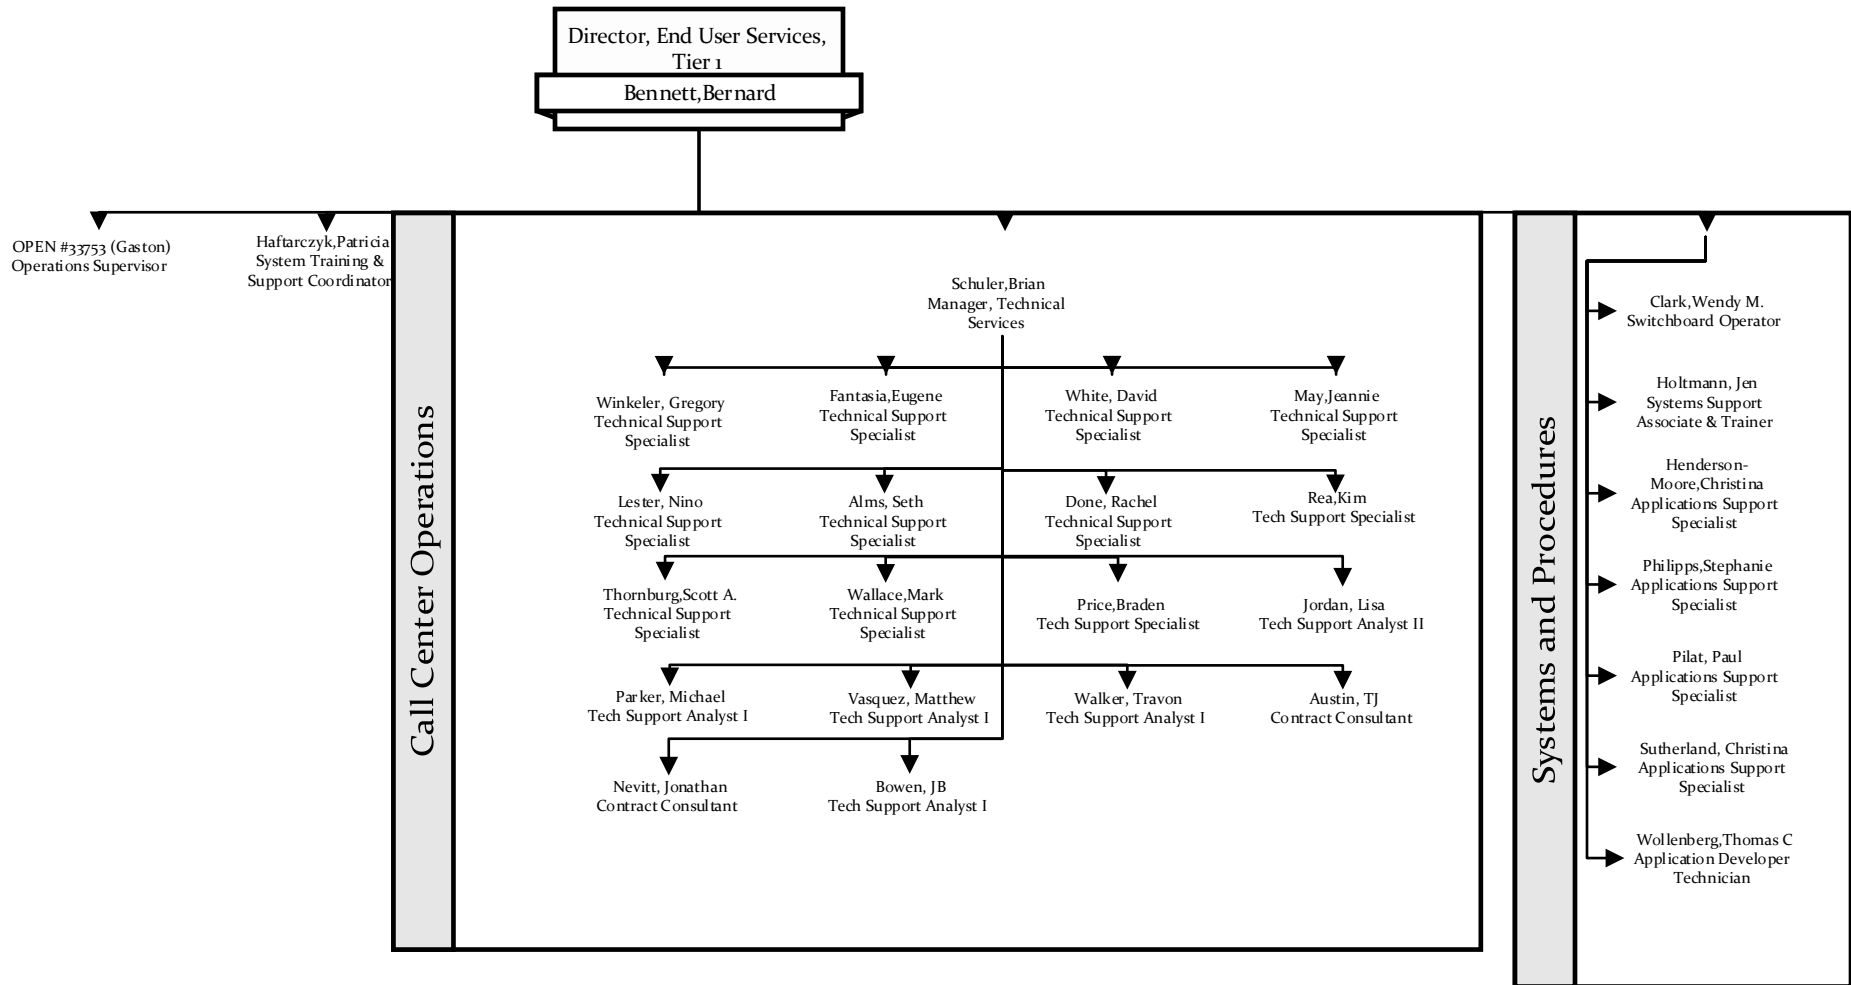 Director, End User Services,
Tier 1
Bennett,Bernard
OPEN #33753 (Gaston)
Operations Supervisor
Haftarczyk,Patricia
System Training &
Support Coordinator
Call Center Operations
Schuler,Brian
Manager, Technical
Services
Winkeler, Gregory
Technical Support
Specialist
Fantasia,Eugene
Technical Support
Specialist
White, David
Technical Support
Specialist
May,Jeannie
Technical Support
Specialist
Lester, Nino
Technical Support
Specialist
Alms, Seth
Technical Support
Specialist
Done, Rachel
Technical Support
Specialist
Rea,Kim
Tech Support Specialist
Thornburg,Scott A.
Technical Support
Specialist
Wallace,Mark
Technical Support
Specialist
Price,Braden
Tech Support Specialist
Jordan, Lisa
Tech Support Analyst II
Parker, Michael
Tech Support Analyst I
Vasquez, Matthew
Tech Support Analyst I
Walker, Travon
Tech Support Analyst I
Austin, TJ
Contract Consultant
Nevitt, Jonathan
Contract Consultant
Bowen, JB
Tech Support Analyst I
Systems and Procedures
Clark,Wendy M.
Switchboard Operator
Holtmann, Jen
Systems Support
Associate & Trainer
Henderson-
Moore,Christina
Applications Support
Specialist
Philipps,Stephanie
Applications Support
Specialist
Pilat, Paul
Applications Support
Specialist
Sutherland, Christina
Applications Support
Specialist
Wollenberg,Thomas C
Application Developer
Technician